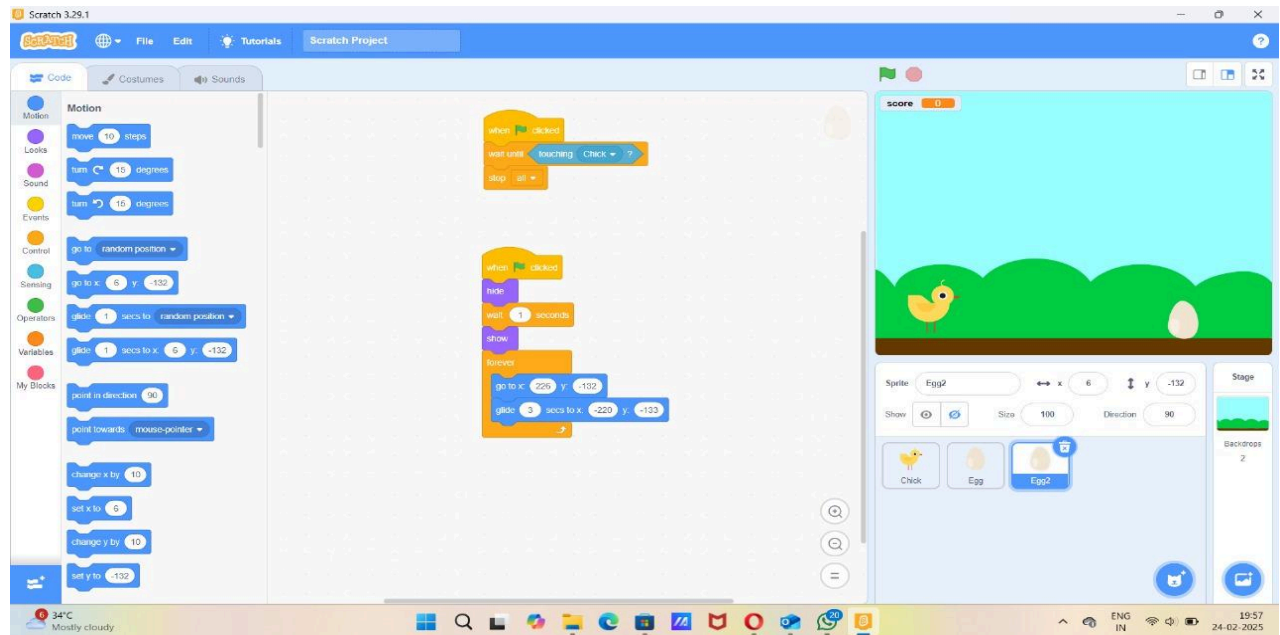 Scratch 3.29.1
SCRATCH File Edit Tutorials Scratch Project ?
Code Costumes Sounds
Motion
Looks
Sound
Events
Control
Sensing
Operators
Variables
My Blocks
Motion
move 10 steps
turn 15 degrees
turn 15 degrees
go to random position
go to x: 6 y: -132
glide 1 secs to random position
glide 1 secs to x: 6 y: -132
point in direction 90
point towards mouse-pointer
change x by 10
set x to 6
change y by 10
set y to -132
when clicked
wait until touching Chick ?
stop all
when clicked
hide
wait 1 seconds
show
forever
go to x: 226 y: -132
glide 3 secs to x: -220 y: -133
score 0
Sprite Egg2 x 6 y -132
Show Size 100 Direction 90
Chick Egg Egg2
Stage
Backdrops
2
6 34°C
Mostly cloudy
20
ENG
IN
19:57
24-02-2025